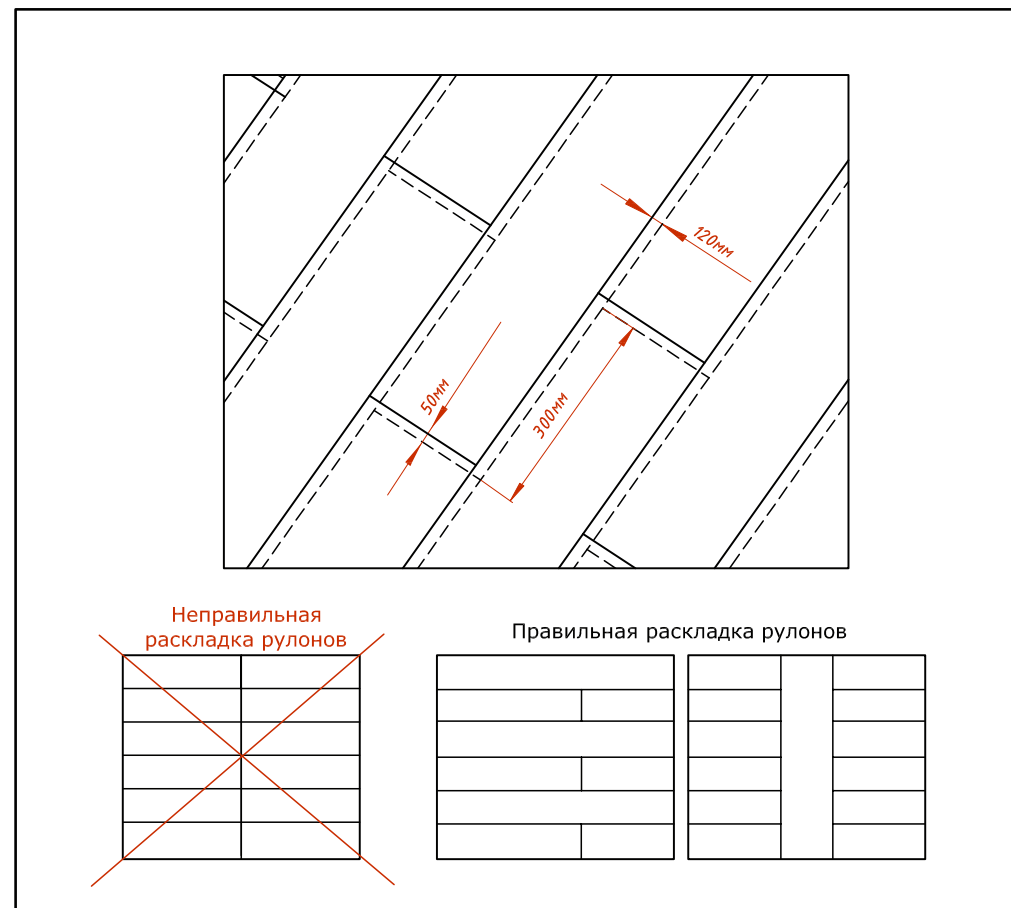 120мм
50мм
300мм
Неправильная
раскладка рулонов
Правильная раскладка рулонов